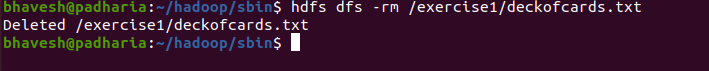 bhavesh@padharia:~/hadoop/sbin$ hdfs dfs -rm /exercise1/deckofcards.txt
Deleted /exercise1/deckofcards.txt
bhavesh@padharia:~/hadoop/sbin$